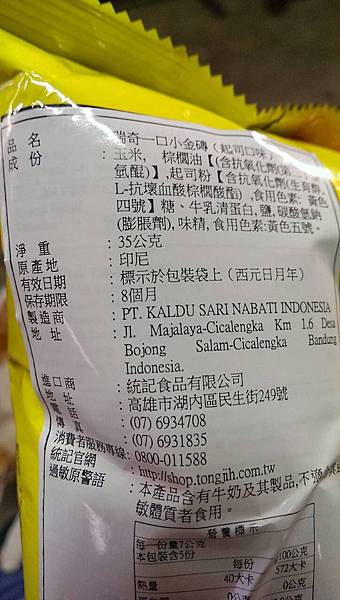 品名：瑞奇一口小金磚（起司口味）
成份：玉米, 棕櫚油【(含抗氧化劑(第三
氫醌)】,起司粉【含抗氧化劑(生育醇
L-抗壞血酸棕櫚酸酯) ,食用色素: 黃色
四號】糖、牛乳清蛋白,鹽,碳酸氫鈉
(膨脹劑),味精,食用色素:黃色五號。
淨重：35公克
原產地：印尼
有效日期：標示於包裝袋上（西元日月年）
保存期限：8個月
製造商：PT. KALDU SARI NABATI INDONESIA
地址：Jl. Majalaya-Cicalengka Km 1.6 Desa
Bojong Salam-Cicalengka Bandung
Indonesia.
進口商：統記食品有限公司
地址：高雄市湖內區民生街249號
電話：(07) 6934708
傳真：(07) 6931835
消費者服務專線：0800-011588
統記官網：http://shop.tongjih.com.tw
過敏原警語：本產品含有牛奶及其製品,不適
敏體質者食用。
營養標示
每一份量7公克
本包裝含5份
每份 100公克
熱量 40大卡 572大卡
0公克